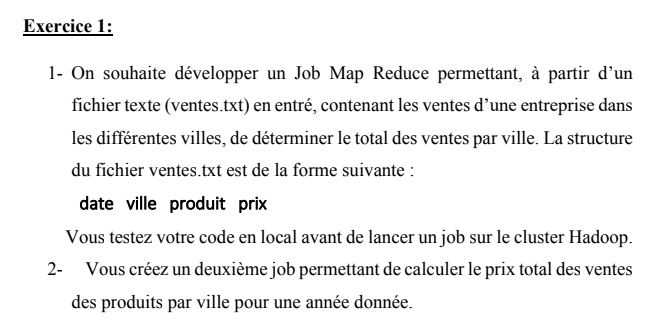 Exercice 1:
1- On souhaite développer un Job Map Reduce permettant, à partir d’un
fichier texte (ventes.txt) en entré, contenant les ventes d’une entreprise dans
les différentes villes, de déterminer le total des ventes par ville. La structure
du fichier ventes.txt est de la forme suivante :
date ville produit prix
Vous testez votre code en local avant de lancer un job sur le cluster Hadoop.
2- Vous créez un deuxième job permettant de calculer le prix total des ventes
des produits par ville pour une année donnée.